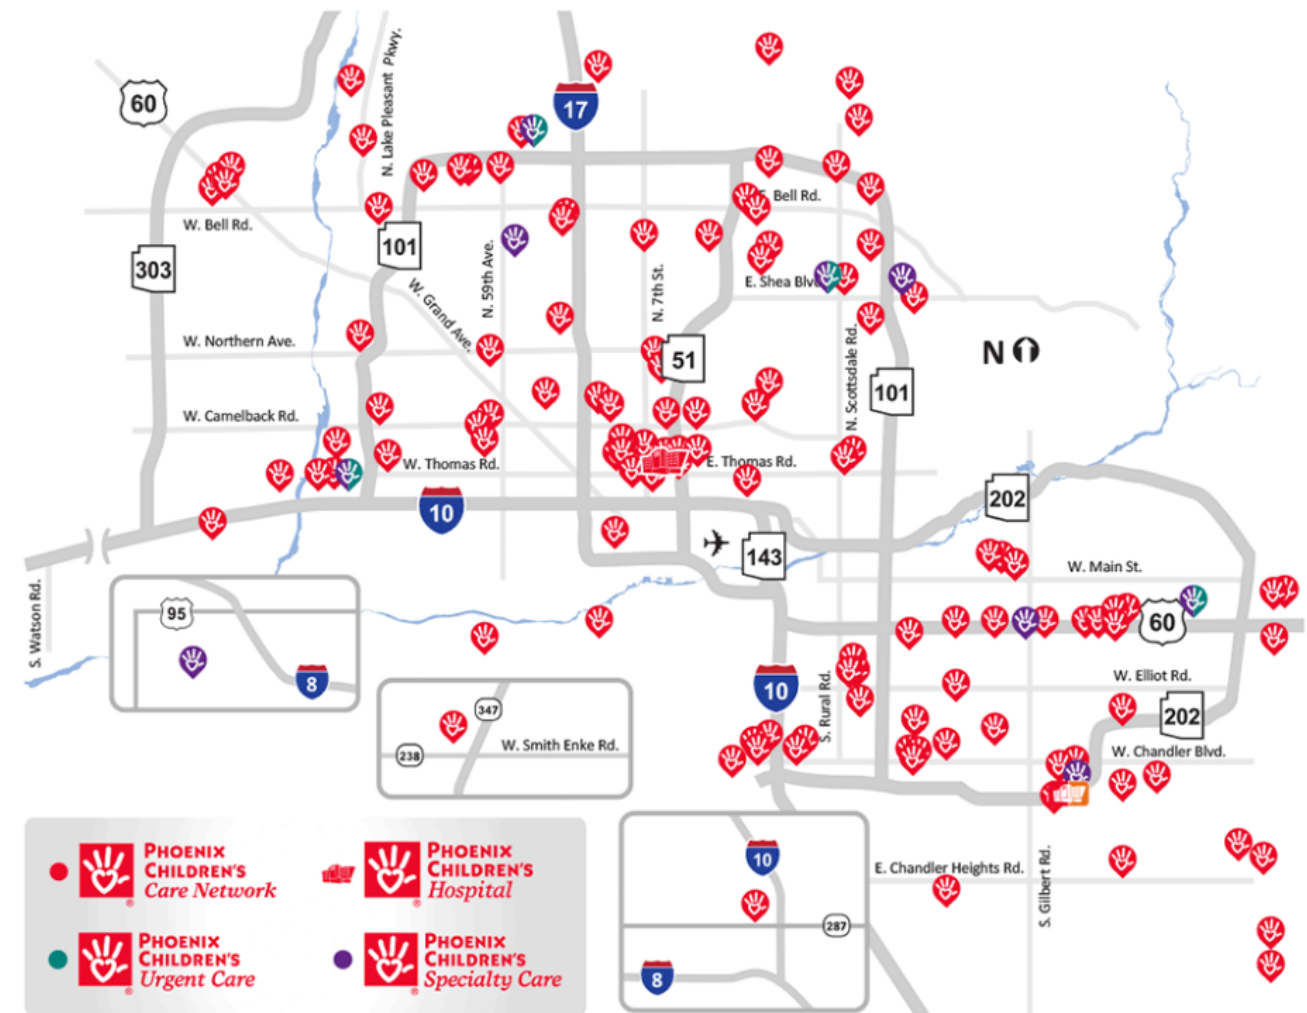 N. Lake Pleasant Pkwy.
60
17
E. Bell Rd.
W. Bell Rd.
101
303
N. 59th Ave.
N. 7th St.
E. Shea Blv
W. Grand Ave.
W. Northern Ave.
51
N
N. Scottsdale Rd.
101
W. Camelback Rd.
W. Thomas Rd.
E. Thomas Rd.
10
202
143
W. Main St.
S. Watson Rd.
95
8
60
10
S. Rural Rd.
W. Elliot Rd.
202
347
W. Smith Enke Rd.
238
W. Chandler Blvd.
10
287
8
E. Chandler Heights Rd.
S. Gilbert Rd.
PHOENIX
CHILDREN'S
Care Network
®
PHOENIX
CHILDREN'S
Hospital
®
PHOENIX
CHILDREN'S
Urgent Care
®
PHOENIX
CHILDREN'S
Specialty Care
®